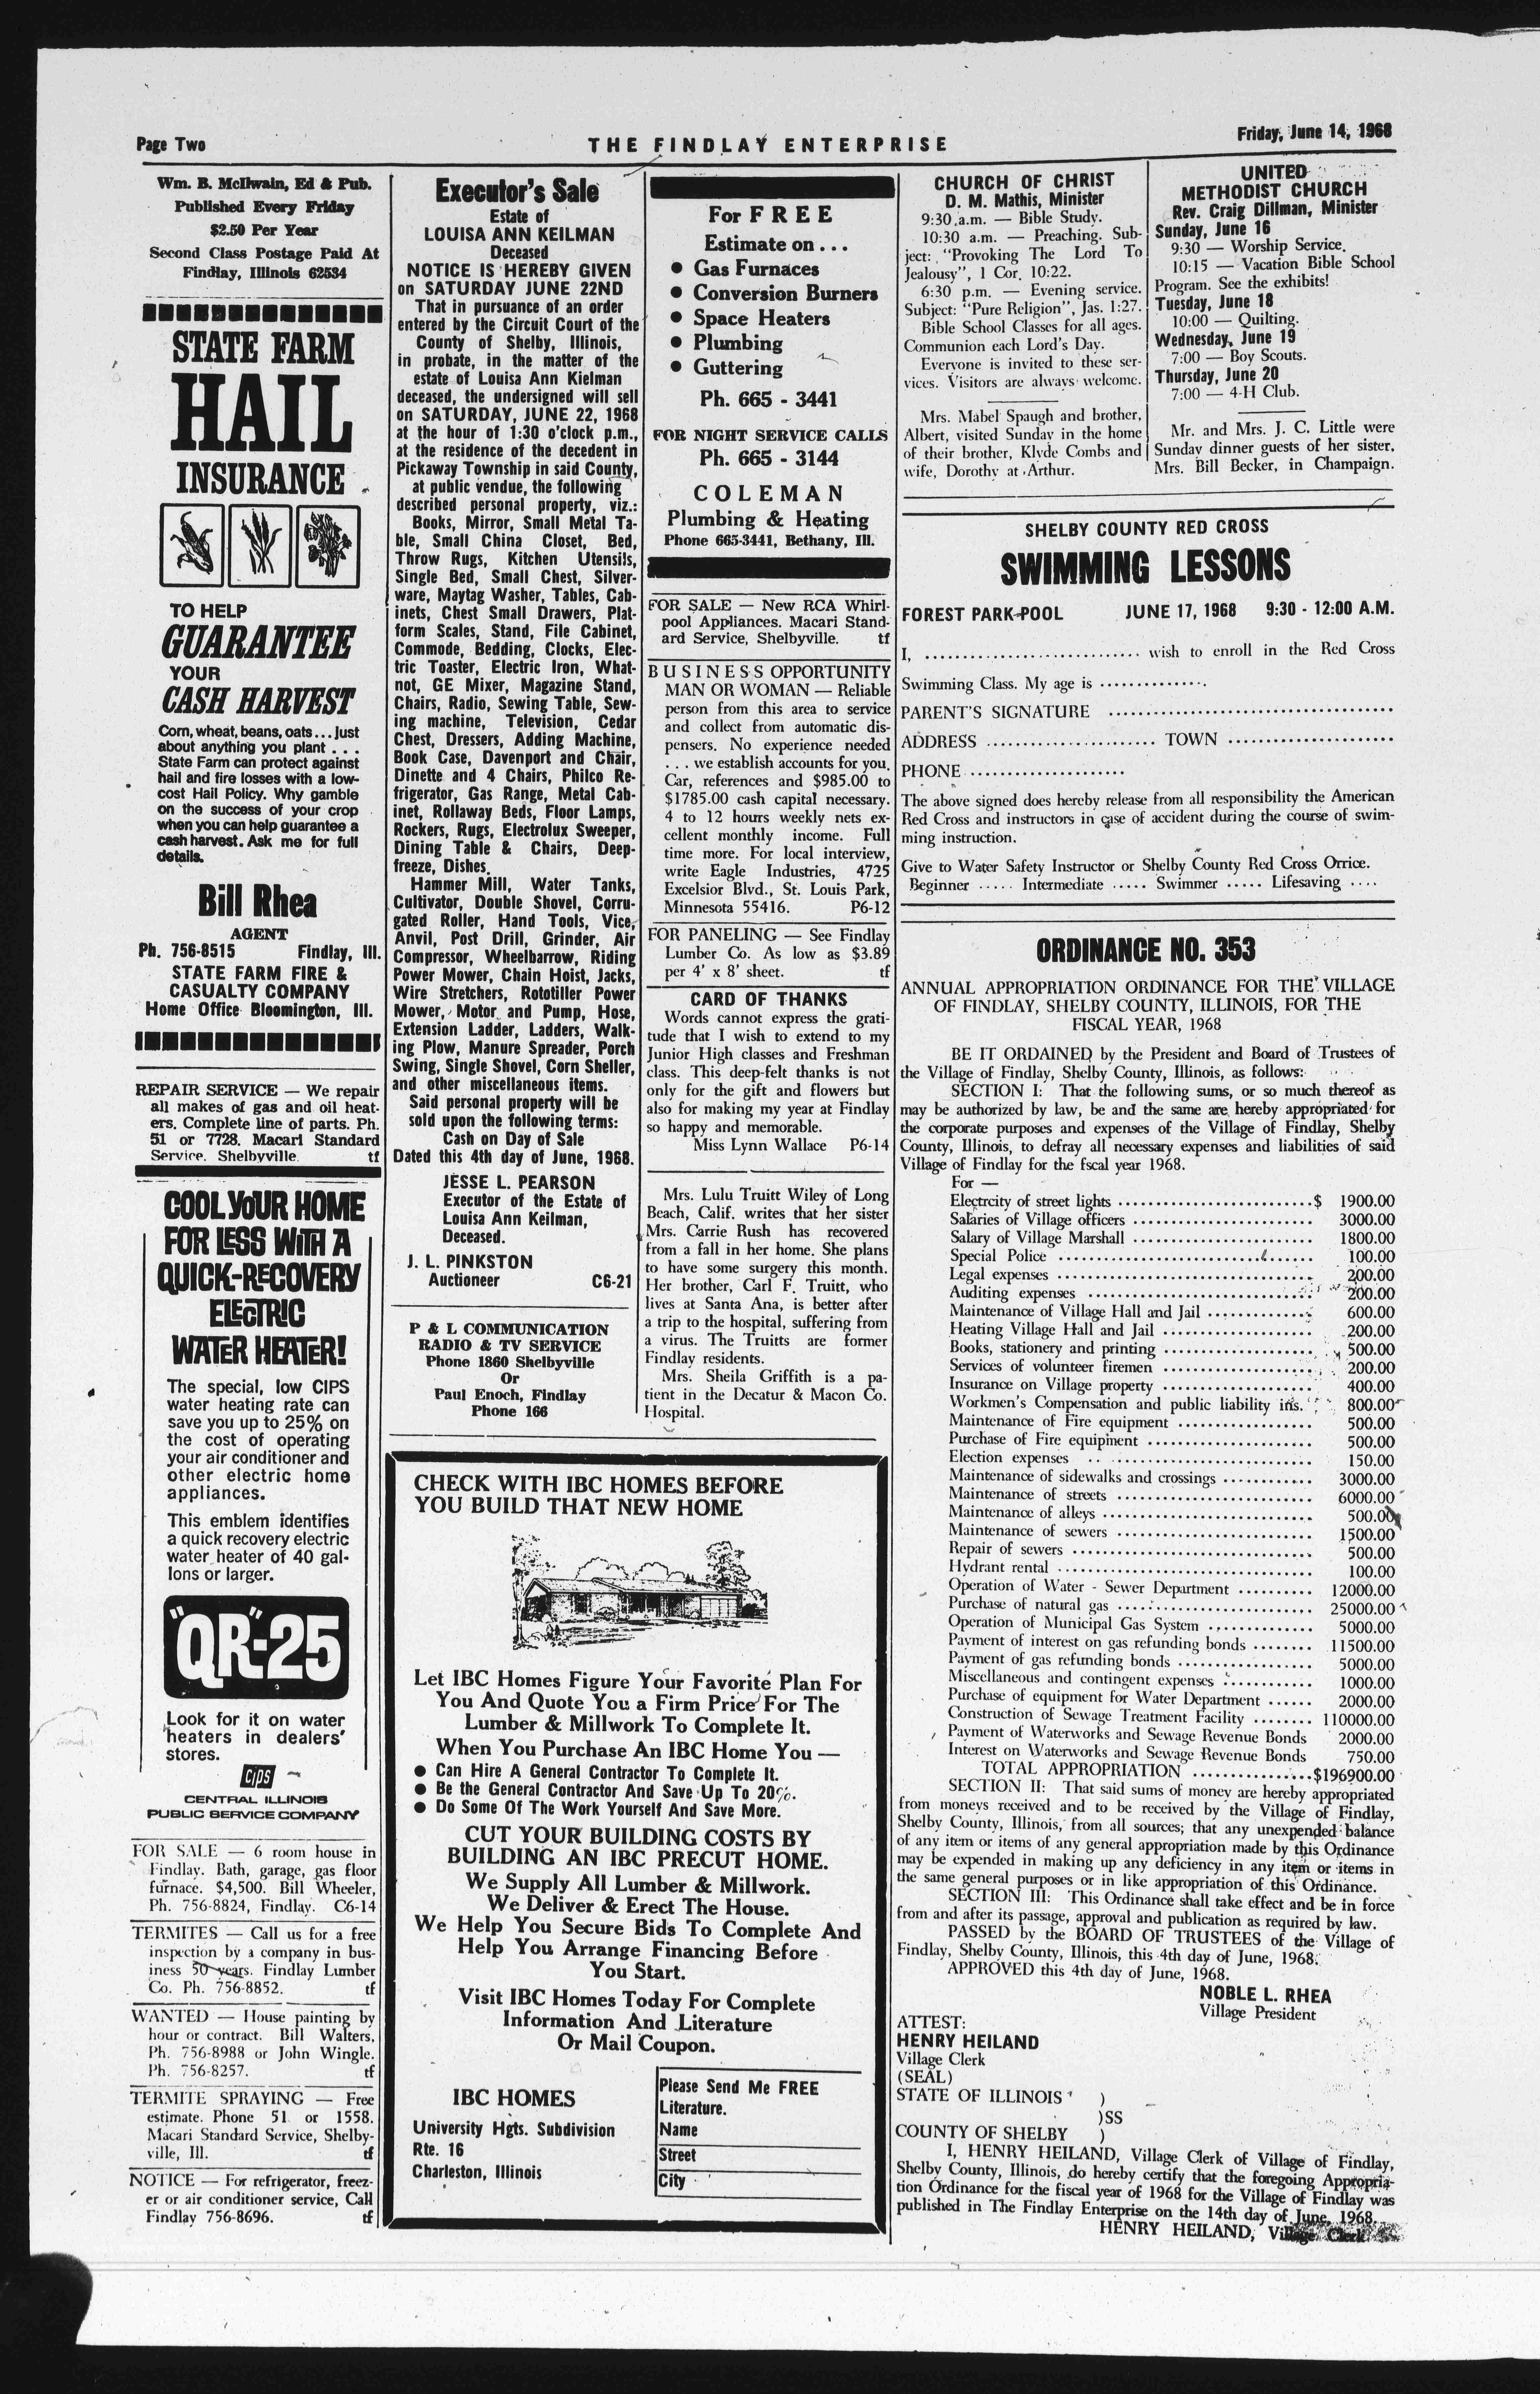 Page Two
THE FINDLAY ENTERPRISE
Friday, June 14, 1968
Wm. B. McIlwain, Ed & Pub.
Published Every Friday
$2.50 Per Year
Second Class Postage Paid At
Findlay, Illinois 62534
STATE FARM
HAIL
INSURANCE
TO HELP
GUARANTEE
YOUR
CASH HARVEST
Corn, wheat, beans, oats... just
about anything you plant . . .
State Farm can protect against
hail and fire losses with a low-
cost Hail Policy. Why gamble
on the success of your crop
when you can help guarantee a
cash harvest. Ask me for full
details.
Bill Rhea
AGENT
Ph. 756-8515 Findlay, Ill.
STATE FARM FIRE &
CASUALTY COMPANY
Home Office Bloomington, Ill.
REPAIR SERVICE — We repair
all makes of gas and oil heat-
ers. Complete line of parts. Ph.
51 or 7728. Macari Standard
Service. Shelbyville. tf
COOL YOUR HOME
FOR LESS WITH A
QUICK-RECOVERY
ELECTRIC
WATER HEATER!
The special, low CIPS
water heating rate can
save you up to 25% on
the cost of operating
your air conditioner and
other electric home
appliances.
This emblem identifies
a quick recovery electric
water heater of 40 gal-
lons or larger.
"QR"-25
Look for it on water
heaters in dealers'
stores.
CIPS
CENTRAL ILLINOIS
PUBLIC SERVICE COMPANY
FOR SALE — 6 room house in
Findlay. Bath, garage, gas floor
furnace. $4,500. Bill Wheeler,
Ph. 756-8824, Findlay. C6-14
TERMITES — Call us for a free
inspection by a company in bus-
iness 50 years. Findlay Lumber
Co. Ph. 756-8852. tf
WANTED — House painting by
hour or contract. Bill Walters,
Ph. 756-8988 or John Wingle.
Ph. 756-8257. tf
TERMITE SPRAYING — Free
estimate. Phone 51 or 1558.
Macari Standard Service, Shelby-
ville, Ill. tf
NOTICE — For refrigerator, freez-
er or air conditioner service, Call
Findlay 756-8696. tf
Executor's Sale
Estate of
LOUISA ANN KEILMAN
Deceased
NOTICE IS HEREBY GIVEN
on SATURDAY JUNE 22ND
That in pursuance of an order
entered by the Circuit Court of the
County of Shelby, Illinois,
in probate, in the matter of the
estate of Louisa Ann Kielman
deceased, the undersigned will sell
on SATURDAY, JUNE 22, 1968
at the hour of 1:30 o'clock p.m.,
at the residence of the decedent in
Pickaway Township in said County,
at public vendue, the following
described personal property, viz.:
Books, Mirror, Small Metal Ta-
ble, Small China Closet, Bed,
Throw Rugs, Kitchen Utensils,
Single Bed, Small Chest, Silver-
ware, Maytag Washer, Tables, Cab-
inets, Chest Small Drawers, Plat-
form Scales, Stand, File Cabinet,
Commode, Bedding, Clocks, Elec-
tric Toaster, Electric Iron, What-
not, GE Mixer, Magazine Stand,
Chairs, Radio, Sewing Table, Sew-
ing machine, Television, Cedar
Chest, Dressers, Adding Machine,
Book Case, Davenport and Chair,
Dinette and 4 Chairs, Philco Re-
frigerator, Gas Range, Metal Cab-
inet, Rollaway Beds, Floor Lamps,
Rockers, Rugs, Electrolux Sweeper,
Dining Table & Chairs, Deep-
freeze, Dishes.
Hammer Mill, Water Tanks,
Cultivator, Double Shovel, Corru-
gated Roller, Hand Tools, Vice,
Anvil, Post Drill, Grinder, Air
Compressor, Wheelbarrow, Riding
Power Mower, Chain Hoist, Jacks,
Wire Stretchers, Rototiller Power
Mower, Motor and Pump, Hose,
Extension Ladder, Ladders, Walk-
ing Plow, Manure Spreader, Porch
Swing, Single Shovel, Corn Sheller,
and other miscellaneous items.
Said personal property will be
sold upon the following terms:
Cash on Day of Sale
Dated this 4th day of June, 1968.
JESSE L. PEARSON
Executor of the Estate of
Louisa Ann Keilman,
Deceased.
J. L. PINKSTON
Auctioneer C6-21
P & L COMMUNICATION
RADIO & TV SERVICE
Phone 1860 Shelbyville
Or
Paul Enoch, Findlay
Phone 166
For FREE
Estimate on . . .
● Gas Furnaces
● Conversion Burners
● Space Heaters
● Plumbing
● Guttering
Ph. 665 - 3441
FOR NIGHT SERVICE CALLS
Ph. 665 - 3144
COLEMAN
Plumbing & Heating
Phone 665-3441, Bethany, Ill.
FOR SALE — New RCA Whirl-
pool Appliances. Macari Stand-
ard Service, Shelbyville. tf
BUSINESS OPPORTUNITY
MAN OR WOMAN — Reliable
person from this area to service
and collect from automatic dis-
pensers. No experience needed
. . . we establish accounts for you.
Car, references and $985.00 to
$1785.00 cash capital necessary.
4 to 12 hours weekly nets ex-
cellent monthly income. Full
time more. For local interview,
write Eagle Industries, 4725
Excelsior Blvd., St. Louis Park,
Minnesota 55416. P6-12
FOR PANELING — See Findlay
Lumber Co. As low as $3.89
per 4' x 8' sheet. tf
CARD OF THANKS
Words cannot express the grati-
tude that I wish to extend to my
Junior High classes and Freshman
class. This deep-felt thanks is not
only for the gift and flowers but
also for making my year at Findlay
so happy and memorable.
Miss Lynn Wallace P6-14
Mrs. Lulu Truitt Wiley of Long
Beach, Calif. writes that her sister
Mrs. Carrie Rush has recovered
from a fall in her home. She plans
to have some surgery this month.
Her brother, Carl F. Truitt, who
lives at Santa Ana, is better after
a trip to the hospital, suffering from
a virus. The Truitts are former
Findlay residents.
Mrs. Sheila Griffith is a pa-
tient in the Decatur & Macon Co.
Hospital.
CHECK WITH IBC HOMES BEFORE
YOU BUILD THAT NEW HOME
Let IBC Homes Figure Your Favorite Plan For
You And Quote You a Firm Price For The
Lumber & Millwork To Complete It.
When You Purchase An IBC Home You —
● Can Hire A General Contractor To Complete It.
● Be the General Contractor And Save Up To 20%.
● Do Some Of The Work Yourself And Save More.
CUT YOUR BUILDING COSTS BY
BUILDING AN IBC PRECUT HOME.
We Supply All Lumber & Millwork.
We Deliver & Erect The House.
We Help You Secure Bids To Complete And
Help You Arrange Financing Before
You Start.
Visit IBC Homes Today For Complete
Information And Literature
Or Mail Coupon.
IBC HOMES
University Hgts. Subdivision
Rte. 16
Charleston, Illinois
Please Send Me FREE
Literature.
Name
Street
City
CHURCH OF CHRIST
D. M. Mathis, Minister
9:30 a.m. — Bible Study.
10:30 a.m. — Preaching. Sub-
ject: "Provoking The Lord To
Jealousy", 1 Cor. 10:22.
6:30 p.m. — Evening service.
Subject: "Pure Religion", Jas. 1:27.
Bible School Classes for all ages.
Communion each Lord's Day.
Everyone is invited to these ser-
vices. Visitors are always welcome.
Mrs. Mabel Spaugh and brother,
Albert, visited Sunday in the home
of their brother, Klyde Combs and
wife, Dorothy at Arthur.
UNITED
METHODIST CHURCH
Rev. Craig Dillman, Minister
Sunday, June 16
9:30 — Worship Service.
10:15 — Vacation Bible School
Program. See the exhibits!
Tuesday, June 18
10:00 — Quilting.
Wednesday, June 19
7:00 — Boy Scouts.
Thursday, June 20
7:00 — 4-H Club.
Mr. and Mrs. J. C. Little were
Sunday dinner guests of her sister,
Mrs. Bill Becker, in Champaign.
SHELBY COUNTY RED CROSS
SWIMMING LESSONS
FOREST PARK POOL JUNE 17, 1968 9:30 - 12:00 A.M.
I, .............................. wish to enroll in the Red Cross
Swimming Class. My age is ...............
PARENT'S SIGNATURE ........................................
ADDRESS ........................ TOWN ........................
PHONE ......................
The above signed does hereby release from all responsibility the American
Red Cross and instructors in case of accident during the course of swim-
ming instruction.
Give to Water Safety Instructor or Shelby County Red Cross Orrice.
Beginner ..... Intermediate ..... Swimmer ..... Lifesaving ....
ORDINANCE NO. 353
ANNUAL APPROPRIATION ORDINANCE FOR THE VILLAGE
OF FINDLAY, SHELBY COUNTY, ILLINOIS, FOR THE
FISCAL YEAR, 1968
BE IT ORDAINED by the President and Board of Trustees of
the Village of Findlay, Shelby County, Illinois, as follows:
SECTION I: That the following sums, or so much thereof as
may be authorized by law, be and the same are hereby appropriated for
the corporate purposes and expenses of the Village of Findlay, Shelby
County, Illinois, to defray all necessary expenses and liabilities of said
Village of Findlay for the fscal year 1968.
For —
Electrcity of street lights ..............................$ 1900.00
Salaries of Village officers ........................... 3000.00
Salary of Village Marshall ........................... 1800.00
Special Police ...................................... 100.00
Legal expenses ...................................... 200.00
Auditing expenses .................................. 200.00
Maintenance of Village Hall and Jail ................ 600.00
Heating Village Hall and Jail ....................... 200.00
Books, stationery and printing ...................... 500.00
Services of volunteer firemen ....................... 200.00
Insurance on Village property ....................... 400.00
Workmen's Compensation and public liability ins. 800.00
Maintenance of Fire equipment .................... 500.00
Purchase of Fire equipment ......................... 500.00
Election expenses .................................. 150.00
Maintenance of sidewalks and crossings ............. 3000.00
Maintenance of streets .............................. 6000.00
Maintenance of alleys ............................... 500.00
Maintenance of sewers .............................. 1500.00
Repair of sewers .................................... 500.00
Hydrant rental ...................................... 100.00
Operation of Water - Sewer Department .......... 12000.00
Purchase of natural gas ............................. 25000.00
Operation of Municipal Gas System ............... 5000.00
Payment of interest on gas refunding bonds ........ 11500.00
Payment of gas refunding bonds .................... 5000.00
Miscellaneous and contingent expenses ............. 1000.00
Purchase of equipment for Water Department ...... 2000.00
Construction of Sewage Treatment Facility ........ 110000.00
Payment of Waterworks and Sewage Revenue Bonds 2000.00
Interest on Waterworks and Sewage Revenue Bonds 750.00
TOTAL APPROPRIATION .................$196900.00
SECTION II: That said sums of money are hereby appropriated
from moneys received and to be received by the Village of Findlay,
Shelby County, Illinois, from all sources; that any unexpended balance
of any item or items of any general appropriation made by this Ordinance
may be expended in making up any deficiency in any item or items in
the same general purposes or in like appropriation of this Ordinance.
SECTION III: This Ordinance shall take effect and be in force
from and after its passage, approval and publication as required by law.
PASSED by the BOARD OF TRUSTEES of the Village of
Findlay, Shelby County, Illinois, this 4th day of June, 1968.
APPROVED this 4th day of June, 1968.
NOBLE L. RHEA
Village President
ATTEST:
HENRY HEILAND
Village Clerk
(SEAL)
STATE OF ILLINOIS )
)SS
COUNTY OF SHELBY )
I, HENRY HEILAND, Village Clerk of Village of Findlay,
Shelby County, Illinois, do hereby certify that the foregoing Appropria-
tion Ordinance for the fiscal year of 1968 for the Village of Findlay was
published in The Findlay Enterprise on the 14th day of June, 1968.
HENRY HEILAND, Village Clerk